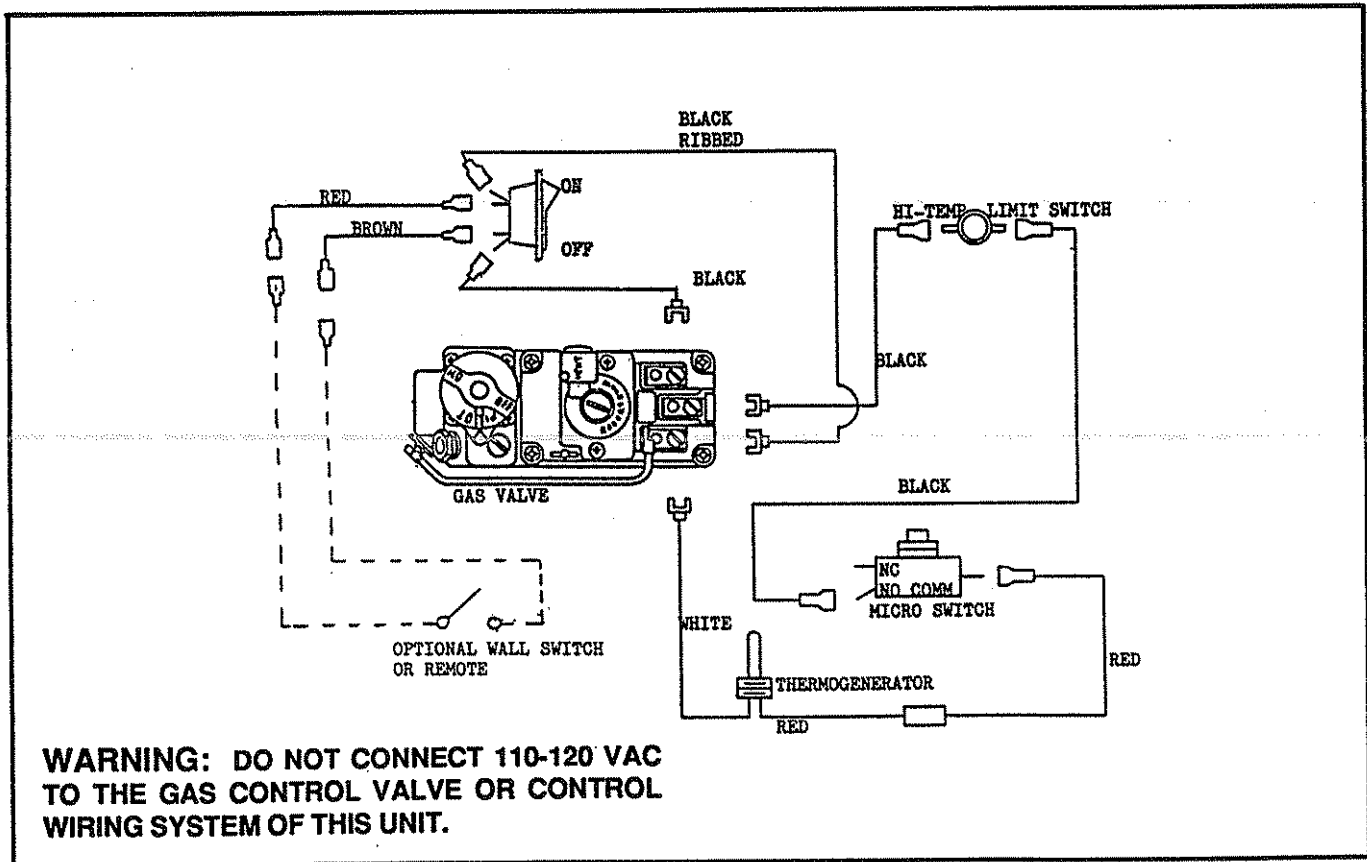 BLACK
RIBBED
ON
RED
HI-TEMP LIMIT SWITCH
BROWN
OFF
BLACK
BLACK
GAS VALVE
BLACK
NC
NO COMM
MICRO SWITCH
WHITE
OPTIONAL WALL SWITCH
OR REMOTE
RED
THERMOGENERATOR
RED
WARNING: DO NOT CONNECT 110-120 VAC
TO THE GAS CONTROL VALVE OR CONTROL
WIRING SYSTEM OF THIS UNIT.